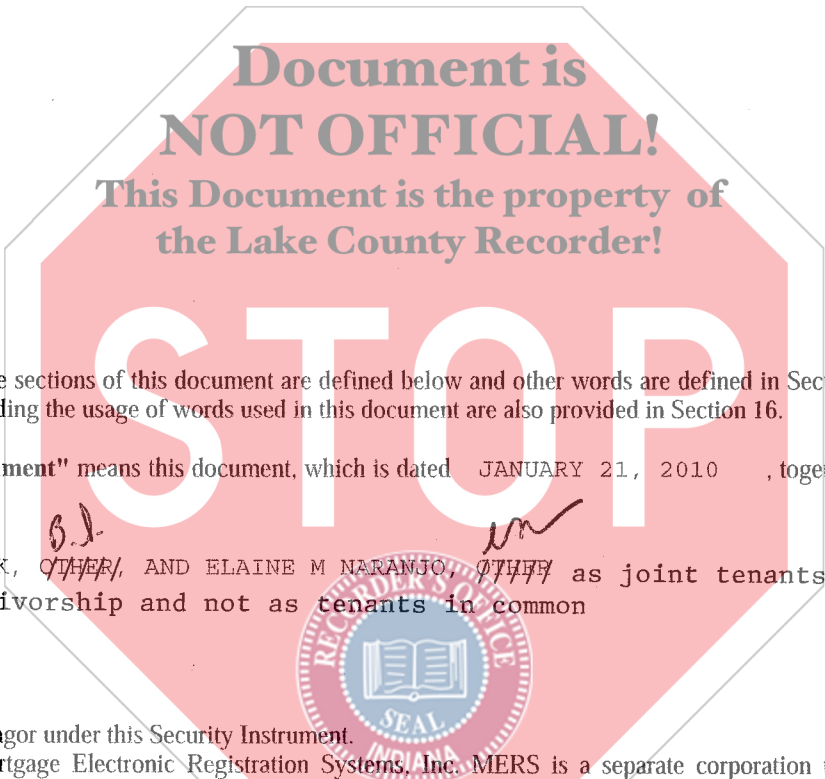 Document is
NOT OFFICIAL!
This Document is the property of
the Lake County Recorder!
STOP
e sections of this document are defined below and other words are defined in Sec
ding the usage of words used in this document are also provided in Section 16.
ment" means this document, which is dated JANUARY 21, 2010 , toge
B.J. en
K, OTHER, AND ELAINE M NARANJO, OTHER as joint tenants
ivorship and not as tenants in common
RECORDER'S OFFICE
SEAL
INDIANA
agor under this Security Instrument.
rtgage Electronic Registration Systems, Inc. MERS is a separate corporation